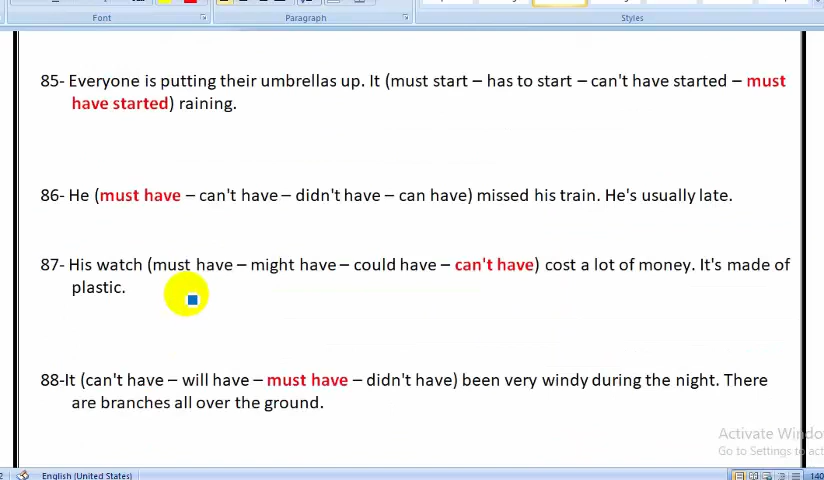 Font
Paragraph
Styles
85- Everyone is putting their umbrellas up. It (must start – has to start – can't have started – must
have started) raining.
86- He (must have – can't have – didn't have – can have) missed his train. He's usually late.
87- His watch (must have – might have – could have – can't have) cost a lot of money. It's made of
plastic.
88-It (can't have – will have – must have – didn't have) been very windy during the night. There
are branches all over the ground.
Activate Windo
Go to Settings to act
English (United States)
140